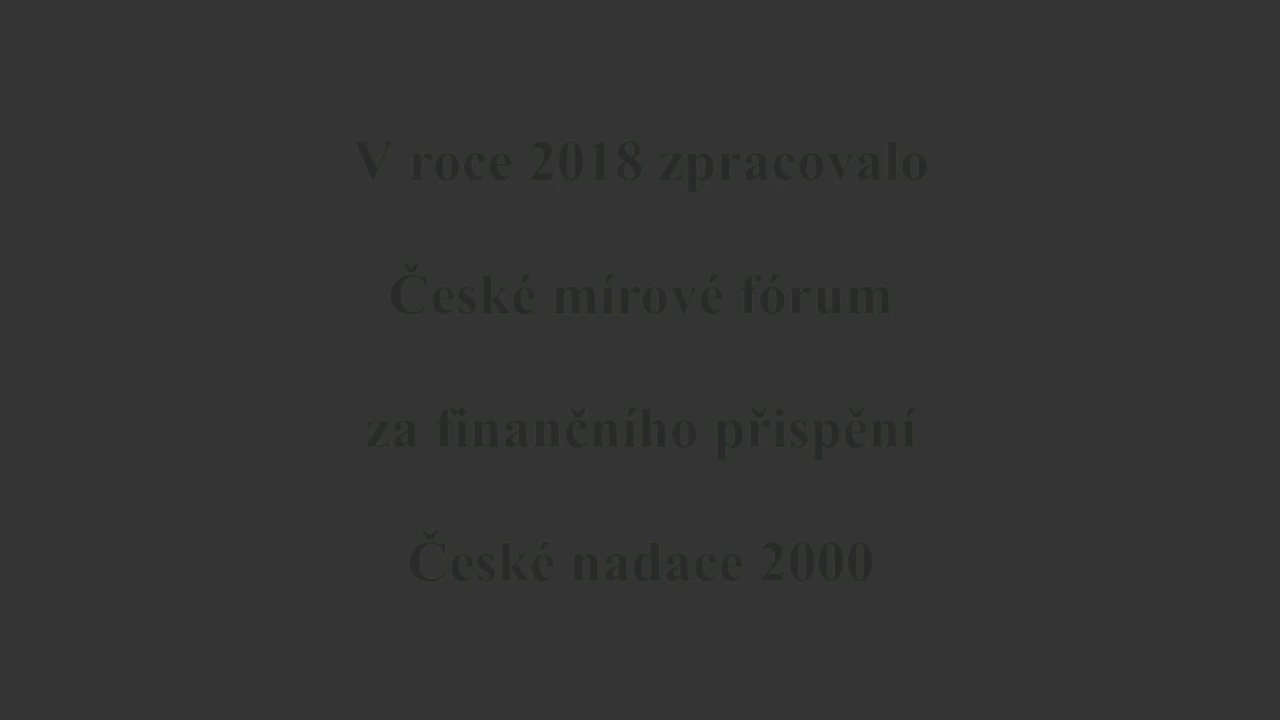 V roce 2018 zpracovalo
České mírové fórum
za finančního přispění
České nadace 2000